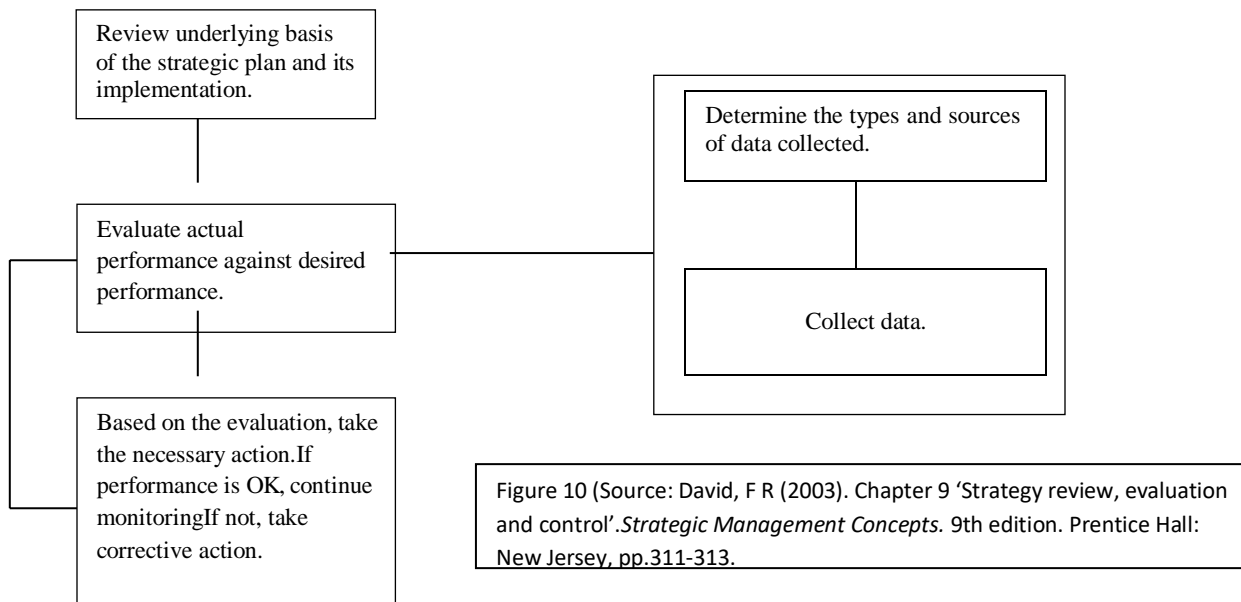 Review underlying basis
of the strategic plan and its
implementation.
Evaluate actual
performance against desired
performance.
Based on the evaluation, take
the necessary action.If
performance is OK, continue
monitoringIf not, take
corrective action.
Determine the types and sources
of data collected.
Collect data.
Figure 10 (Source: David, F R (2003). Chapter 9 ‘Strategy review, evaluation
and control’.Strategic Management Concepts. 9th edition. Prentice Hall:
New Jersey, pp.311-313.